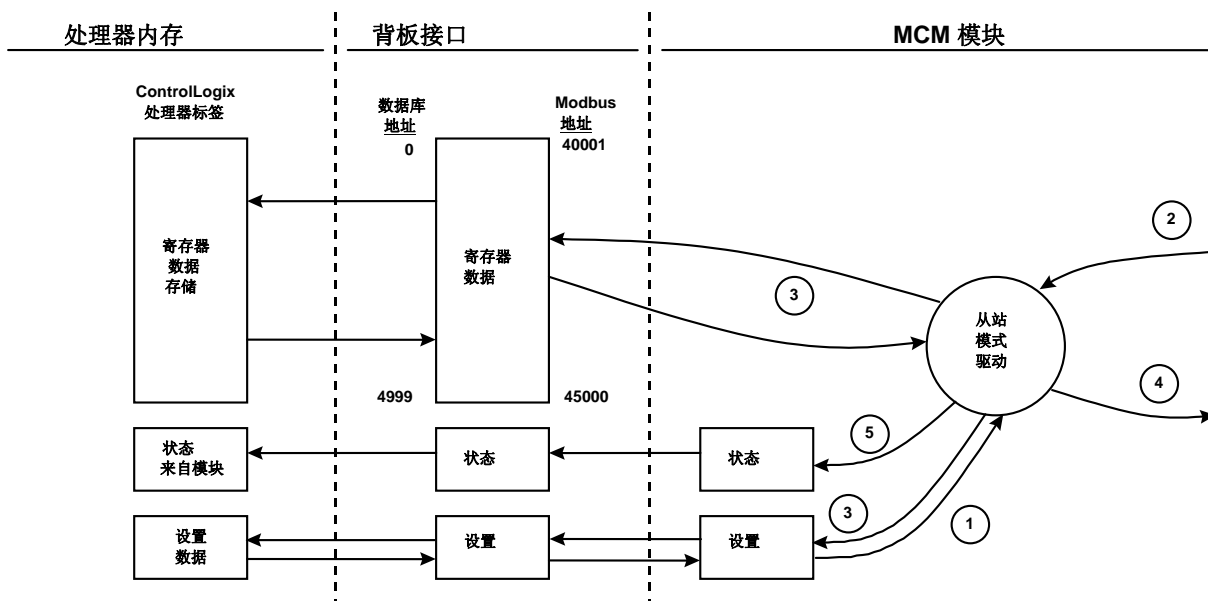 处理器内存
背板接口
MCM 模块
ControlLogix
处理器标签
数据库
地址
0
Modbus
地址
40001
寄存器
数据
存储
寄存器
数据
2
3
从站
模式
驱动
4
4999
45000
5
状态
来自模块
状态
状态
3
1
设置
数据
设置
设置